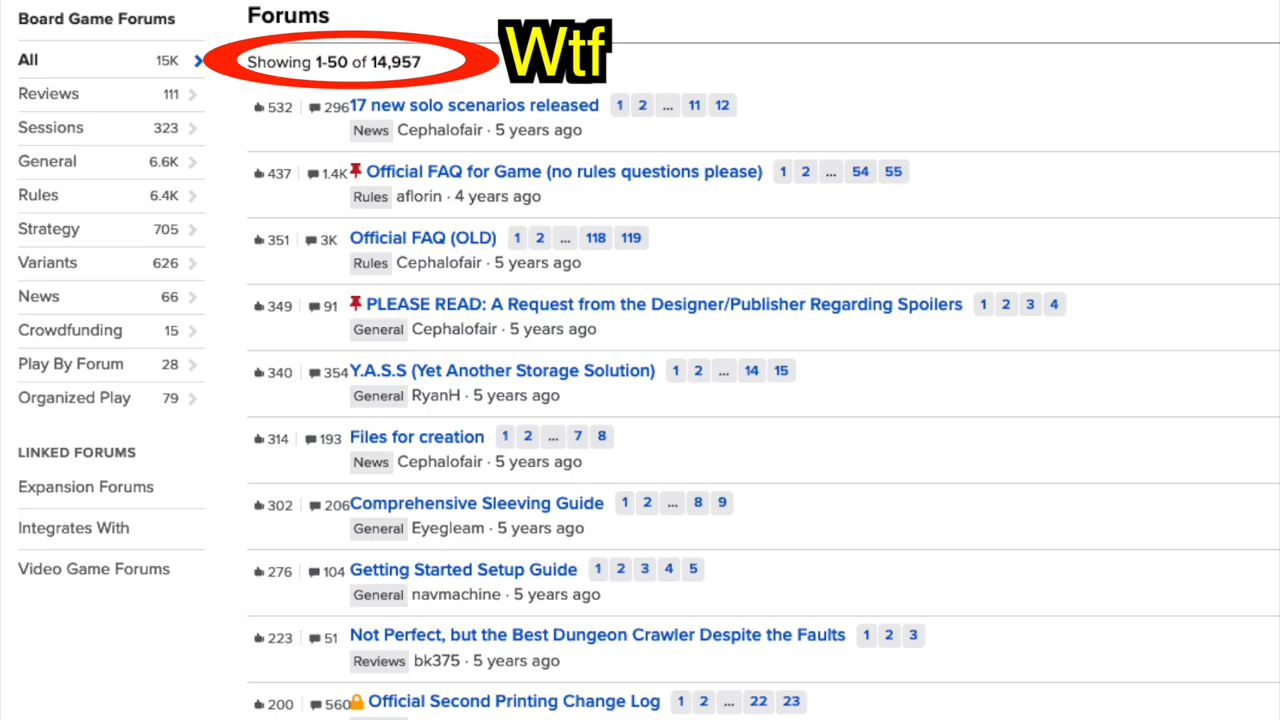 Board Game Forums
All 15K
Reviews 111
Sessions 323
General 6.6K
Rules 6.4K
Strategy 705
Variants 626
News 66
Crowdfunding 15
Play By Forum 28
Organized Play 79
LINKED FORUMS
Expansion Forums
Integrates With
Video Game Forums
Forums
Showing 1-50 of 14,957
Wtf
532 296 17 new solo scenarios released 1 2 ... 11 12
News Cephalofair · 5 years ago
437 1.4K Official FAQ for Game (no rules questions please) 1 2 ... 54 55
Rules aflorin · 4 years ago
351 3K Official FAQ (OLD) 1 2 ... 118 119
Rules Cephalofair · 5 years ago
349 91 PLEASE READ: A Request from the Designer/Publisher Regarding Spoilers 1 2 3 4
General Cephalofair · 5 years ago
340 354 Y.A.S.S (Yet Another Storage Solution) 1 2 ... 14 15
General RyanH · 5 years ago
314 193 Files for creation 1 2 ... 7 8
News Cephalofair · 5 years ago
302 206 Comprehensive Sleeving Guide 1 2 ... 8 9
General Eyegleam · 5 years ago
276 104 Getting Started Setup Guide 1 2 3 4 5
General navmachine · 5 years ago
223 51 Not Perfect, but the Best Dungeon Crawler Despite the Faults 1 2 3
Reviews bk375 · 5 years ago
200 560 Official Second Printing Change Log 1 2 ... 22 23